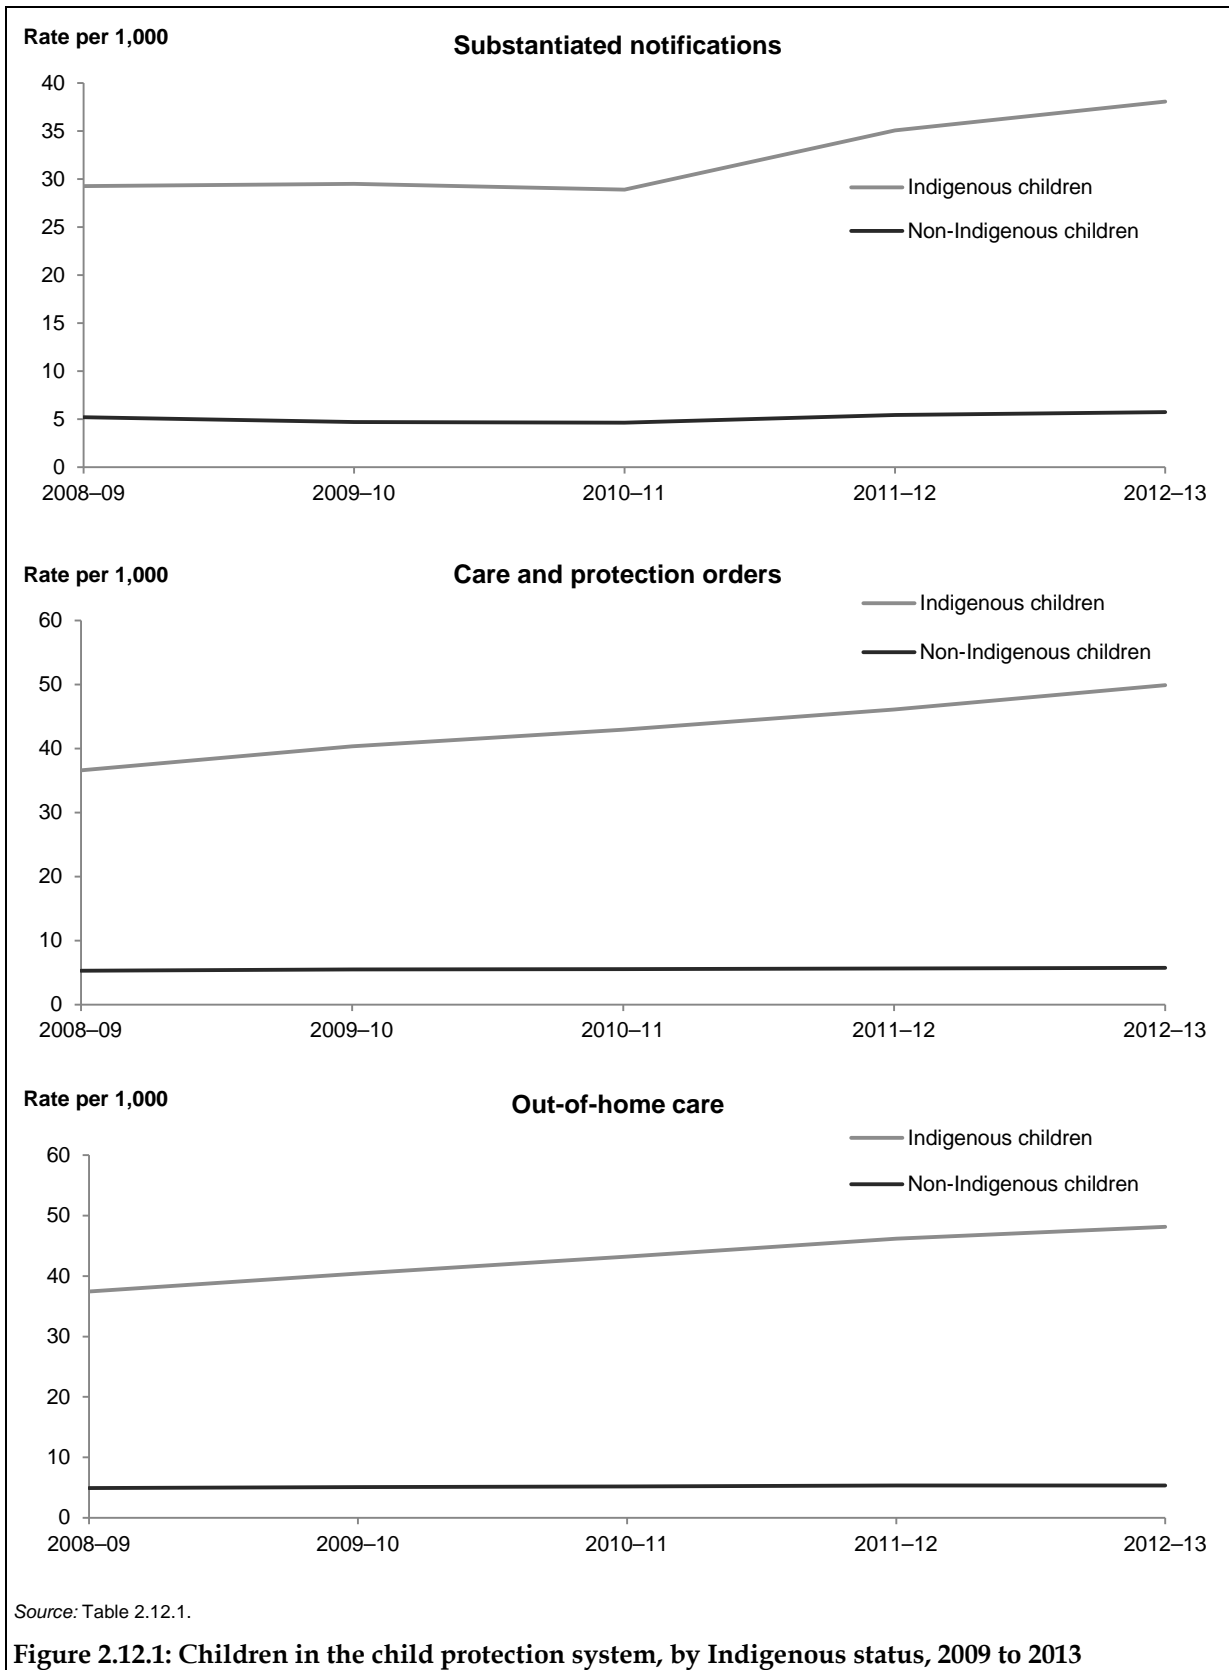 Rate per 1,000
Substantiated notifications
40
35
30
25
20
15
10
5
0
Indigenous children
Non-Indigenous children
2008–09 2009–10 2010–11 2011–12 2012–13
Rate per 1,000
Care and protection orders
Indigenous children
Non-Indigenous children
60
50
40
30
20
10
0
2008–09 2009–10 2010–11 2011–12 2012–13
Rate per 1,000
Out-of-home care
Indigenous children
Non-Indigenous children
60
50
40
30
20
10
0
2008–09 2009–10 2010–11 2011–12 2012–13
Source: Table 2.12.1.
Figure 2.12.1: Children in the child protection system, by Indigenous status, 2009 to 2013